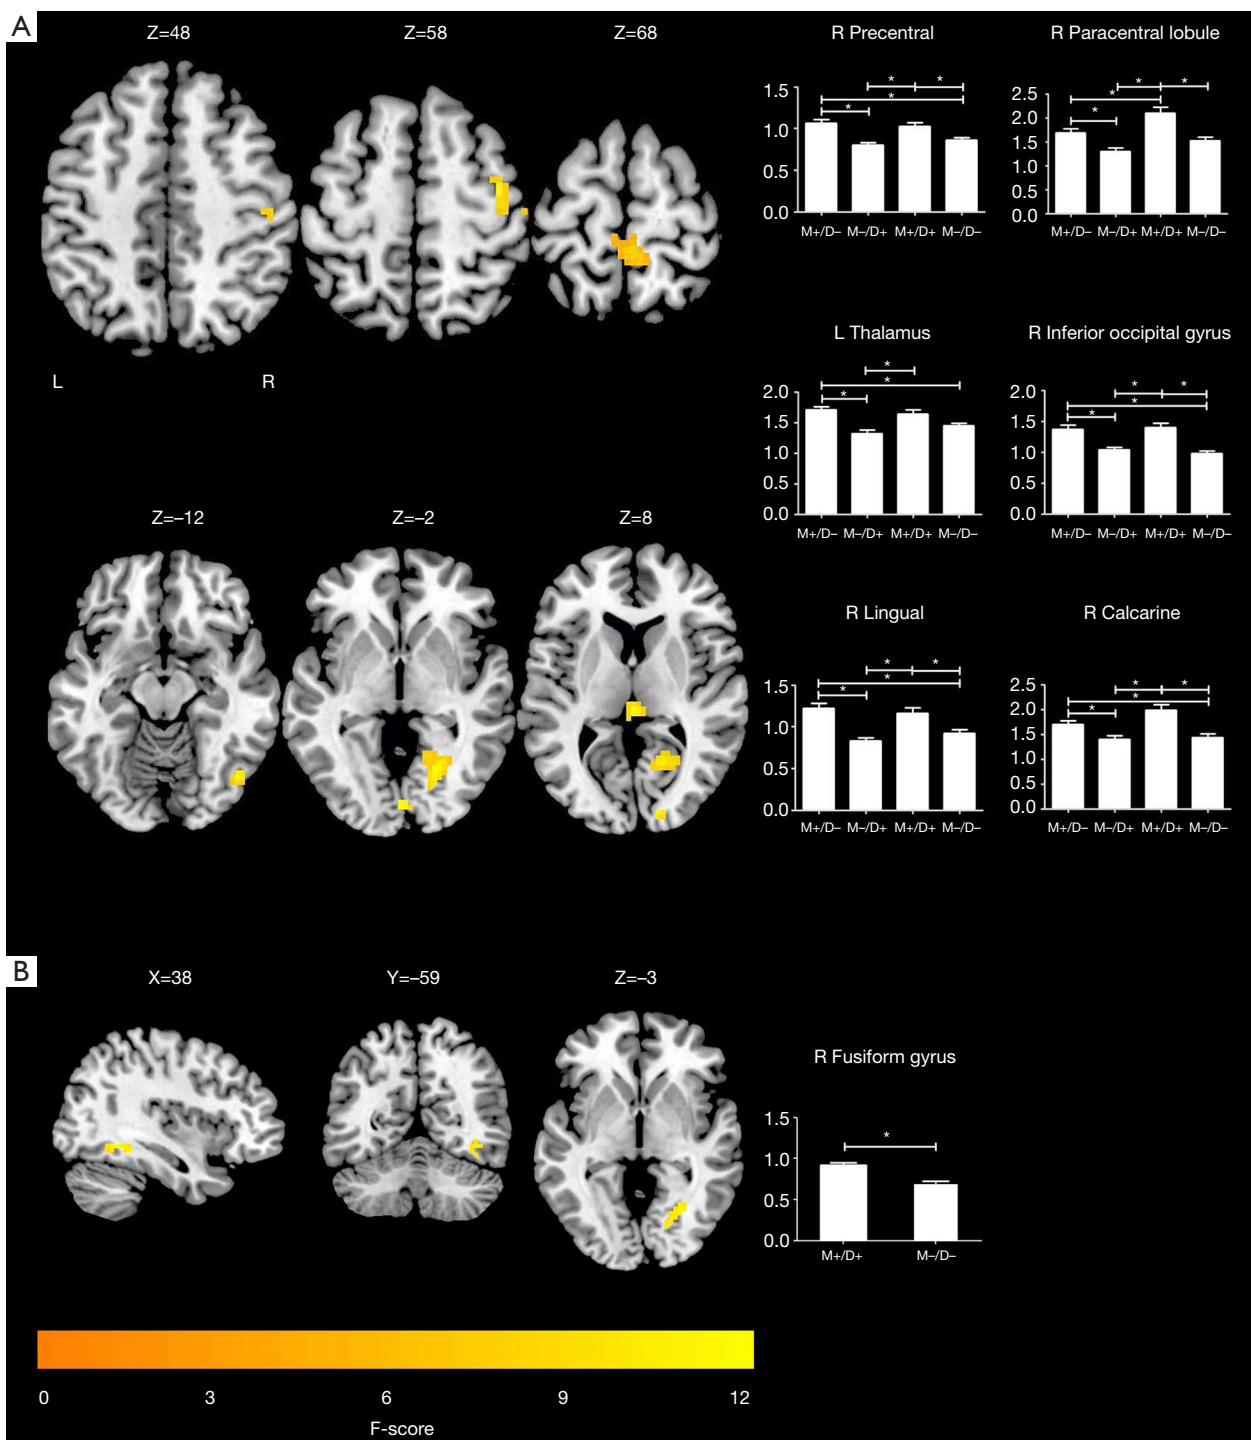 A
Z=48 Z=58 Z=68
L R
Z=–12 Z=–2 Z=8
R Precentral
1.5
1.0
0.5
0.0
* *
*
*
M+/D– M–/D+ M+/D+ M–/D–
R Paracentral lobule
2.5
2.0
1.5
1.0
0.5
0.0
* *
*
*
M+/D– M–/D+ M+/D+ M–/D–
L Thalamus
2.0
1.5
1.0
0.5
0.0
*
*
*
M+/D– M–/D+ M+/D+ M–/D–
R Inferior occipital gyrus
2.0
1.5
1.0
0.5
0.0
* *
*
*
M+/D– M–/D+ M+/D+ M–/D–
R Lingual
1.5
1.0
0.5
0.0
* *
*
*
M+/D– M–/D+ M+/D+ M–/D–
R Calcarine
2.5
2.0
1.5
1.0
0.5
0.0
* *
*
*
M+/D– M–/D+ M+/D+ M–/D–
B
X=38 Y=–59 Z=–3
R Fusiform gyrus
1.5
1.0
0.5
0.0
*
M+/D+ M–/D–
0 3 6 9 12
F-score